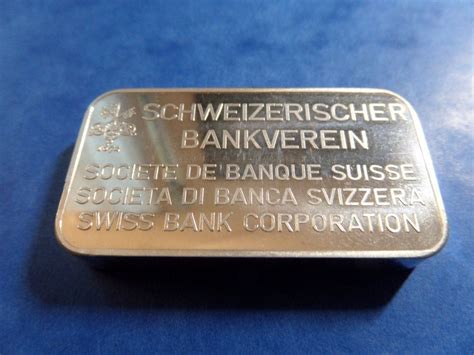 SCHWEIZERISCHER
BANKVEREIN
SOCIETE DE BANQUE SUISSE
SOCIETA DI BANCA SVIZZERA
SWISS BANK CORPORATION